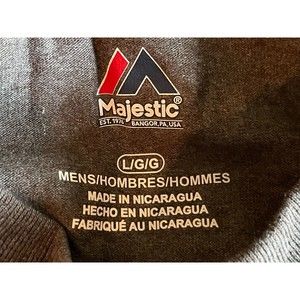 Majestic®
EST. 1976 BANGOR, PA, USA
L/G/G
MENS/HOMBRES/HOMMES
MADE IN NICARAGUA
HECHO EN NICARAGUA
FABRIQUÉ AU NICARAGUA